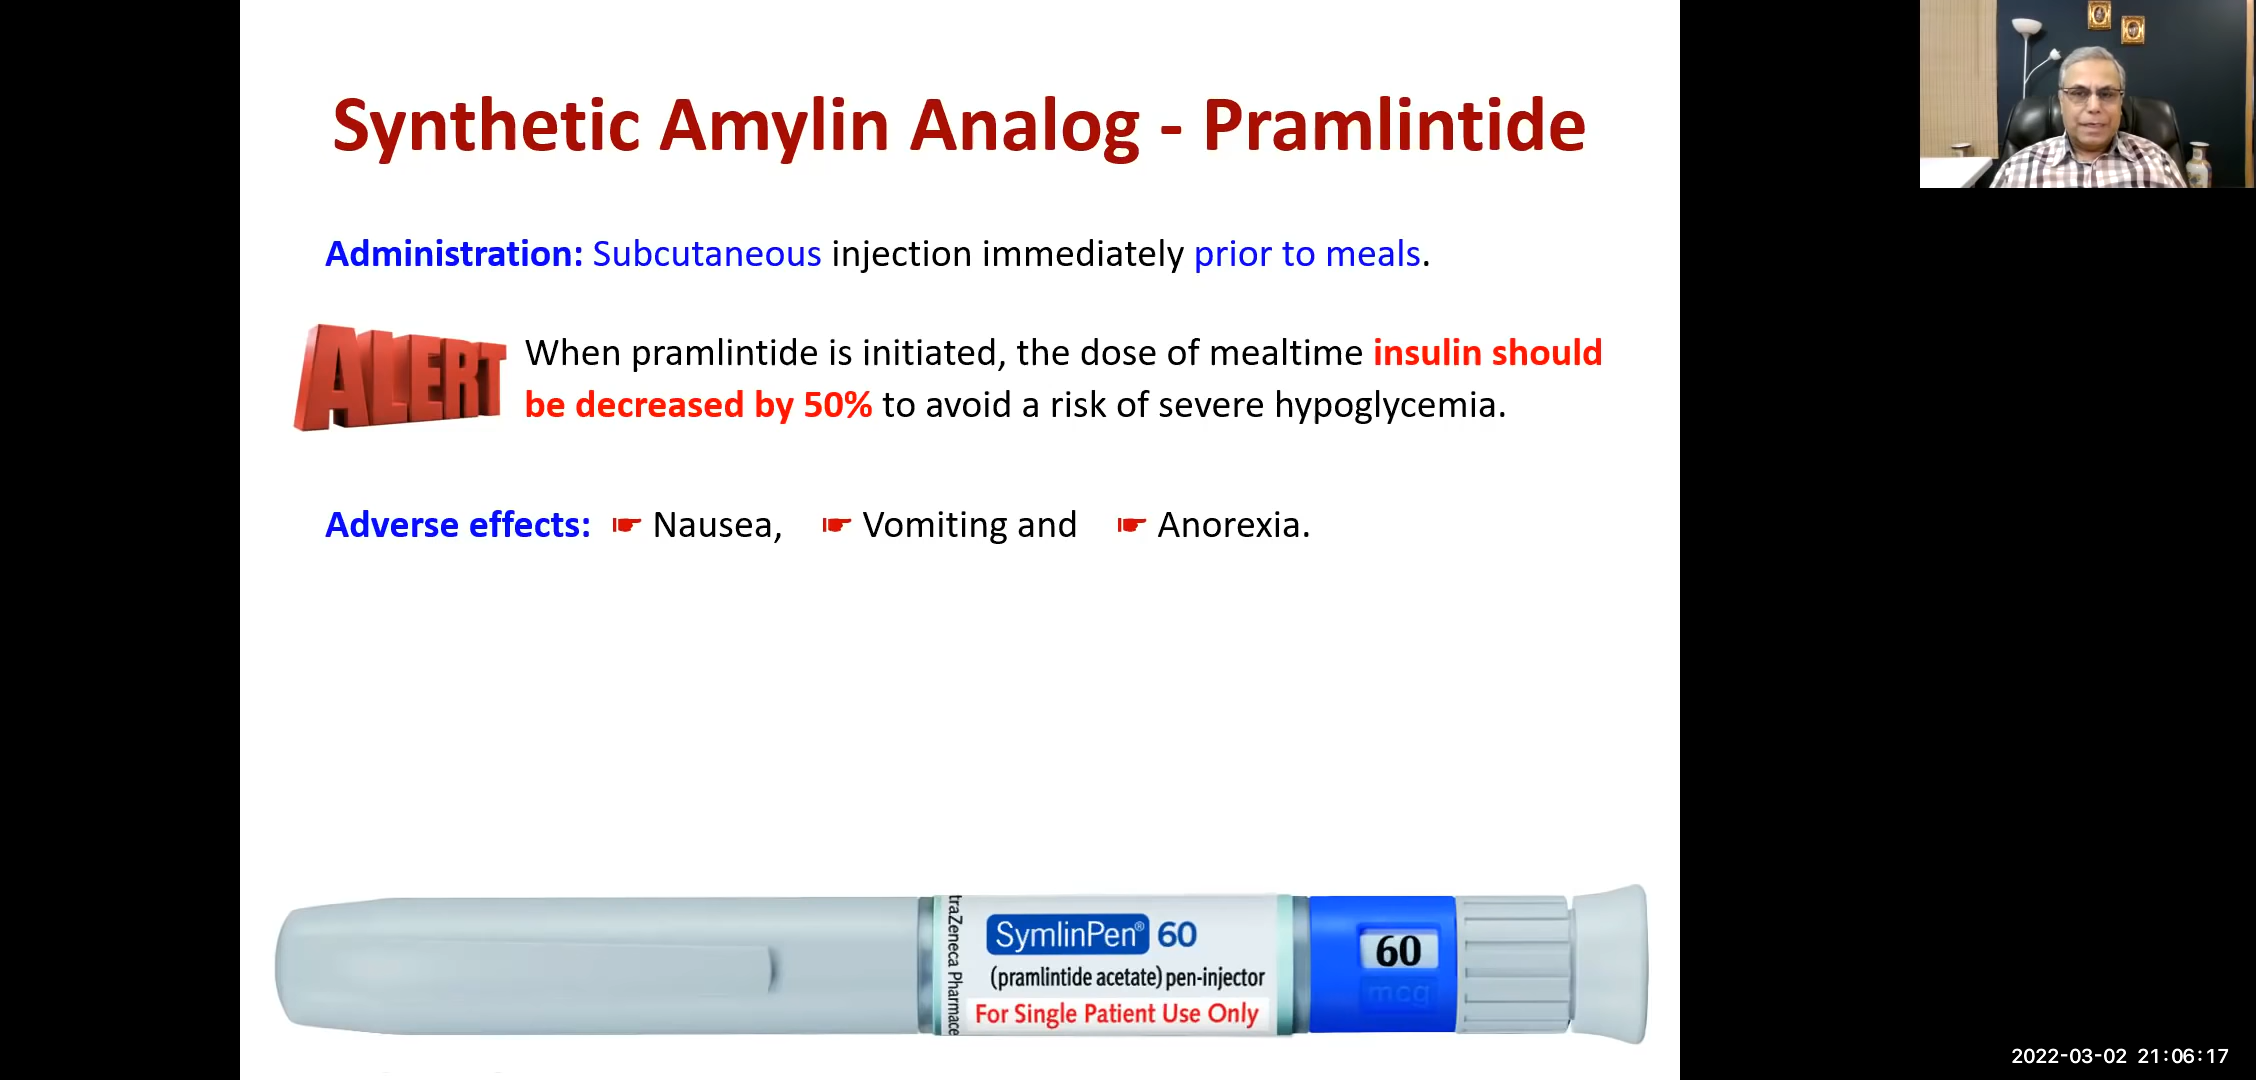 Synthetic Amylin Analog - Pramlintide
Administration: Subcutaneous injection immediately prior to meals.
ALERT
When pramlintide is initiated, the dose of mealtime insulin should
be decreased by 50% to avoid a risk of severe hypoglycemia.
Adverse effects: ☛ Nausea, ☛ Vomiting and ☛ Anorexia.
traZeneca Pharmace
SymlinPen® 60
(pramlintide acetate) pen-injector
For Single Patient Use Only
60
mcg
2022-03-02 21:06:17